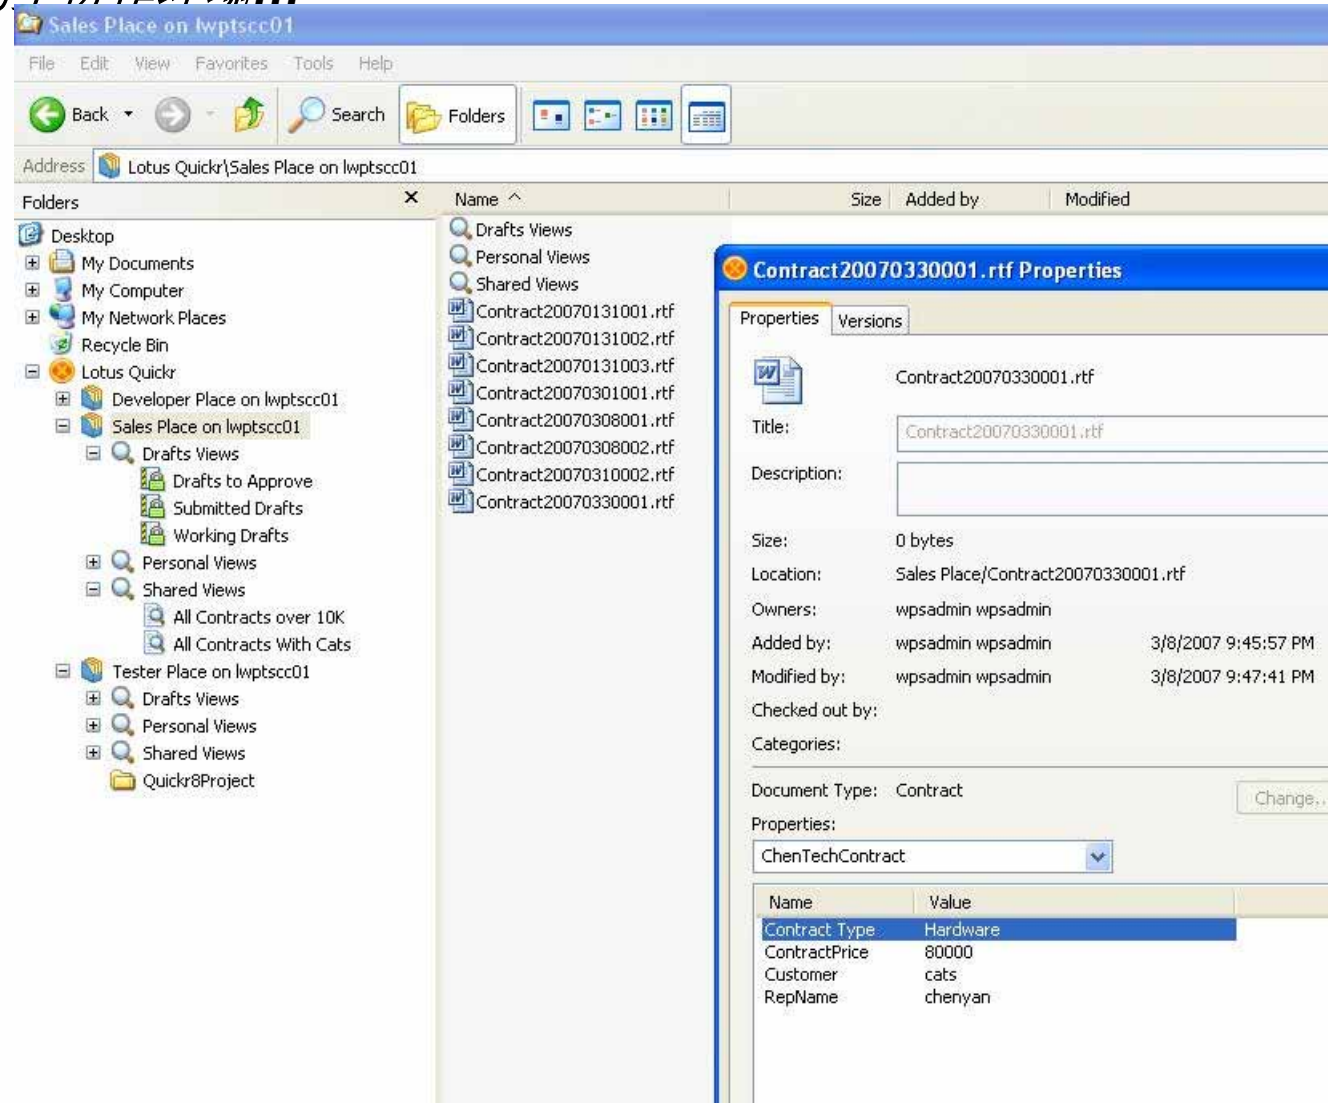 Sales Place on lwptscc01
File Edit View Favorites Tools Help
Back Search Folders
Address Lotus Quickr\Sales Place on lwptscc01
Folders
Desktop
My Documents
My Computer
My Network Places
Recycle Bin
Lotus Quickr
Developer Place on lwptscc01
Sales Place on lwptscc01
Drafts Views
Drafts to Approve
Submitted Drafts
Working Drafts
Personal Views
Shared Views
All Contracts over 10K
All Contracts With Cats
Tester Place on lwptscc01
Drafts Views
Personal Views
Shared Views
Quickr8Project
Name Size Added by Modified
Drafts Views
Personal Views
Shared Views
Contract20070131001.rtf
Contract20070131002.rtf
Contract20070131003.rtf
Contract20070301001.rtf
Contract20070308001.rtf
Contract20070308002.rtf
Contract20070310002.rtf
Contract20070330001.rtf
Contract20070330001.rtf Properties
Properties Versions
Contract20070330001.rtf
Title: Contract20070330001.rtf
Description:
Size: 0 bytes
Location: Sales Place/Contract20070330001.rtf
Owners: wpsadmin wpsadmin
Added by: wpsadmin wpsadmin 3/8/2007 9:45:57 PM
Modified by: wpsadmin wpsadmin 3/8/2007 9:47:41 PM
Checked out by:
Categories:
Document Type: Contract Change..
Properties:
ChenTechContract
Name Value
Contract Type Hardware
ContractPrice 80000
Customer cats
RepName chenyan